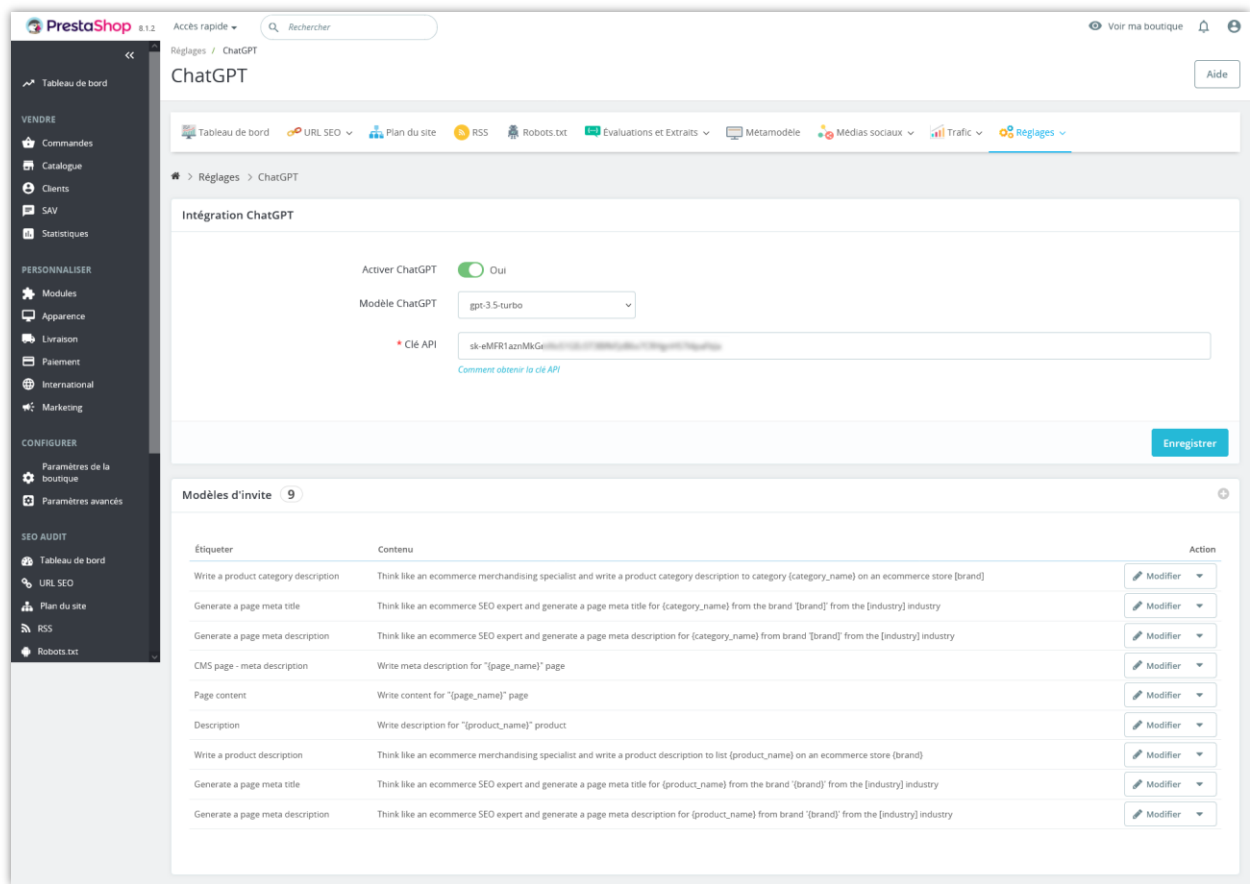 PrestaShop 8.1.2 Accès rapide Rechercher Voir ma boutique
Réglages / ChatGPT
ChatGPT
Aide
Tableau de bord
VENDRE
Commandes
Catalogue
Clients
SAV
Statistiques
PERSONNALISER
Modules
Apparence
Livraison
Paiement
International
Marketing
CONFIGURER
Paramètres de la
boutique
Paramètres avancés
SEO AUDIT
Tableau de bord
URL SEO
Plan du site
RSS
Robots.txt
Tableau de bord URL SEO Plan du site RSS Robots.txt Évaluations et Extraits Métamodèle Médias sociaux Trafic Réglages
> Réglages > ChatGPT
Intégration ChatGPT
Activer ChatGPT Oui
Modèle ChatGPT gpt-3.5-turbo
* Clé API sk-eMFR1aznMkG
Comment obtenir la clé API
Enregistrer
Modèles d'invite 9
Étiqueter Contenu Action
Write a product category description Think like an ecommerce merchandising specialist and write a product category description to category {category_name} on an ecommerce store [brand] Modifier
Generate a page meta title Think like an ecommerce SEO expert and generate a page meta title for {category_name} from the brand '[brand]' from the [industry] industry Modifier
Generate a page meta description Think like an ecommerce SEO expert and generate a page meta description for {category_name} from brand '[brand]' from the [industry] industry Modifier
CMS page - meta description Write meta description for "{page_name}" page Modifier
Page content Write content for "{page_name}" page Modifier
Description Write description for "{product_name}" product Modifier
Write a product description Think like an ecommerce merchandising specialist and write a product description to list {product_name} on an ecommerce store {brand} Modifier
Generate a page meta title Think like an ecommerce SEO expert and generate a page meta title for {product_name} from the brand '{brand}' from the [industry] industry Modifier
Generate a page meta description Think like an ecommerce SEO expert and generate a page meta description for {product_name} from brand '{brand}' from the [industry] industry Modifier